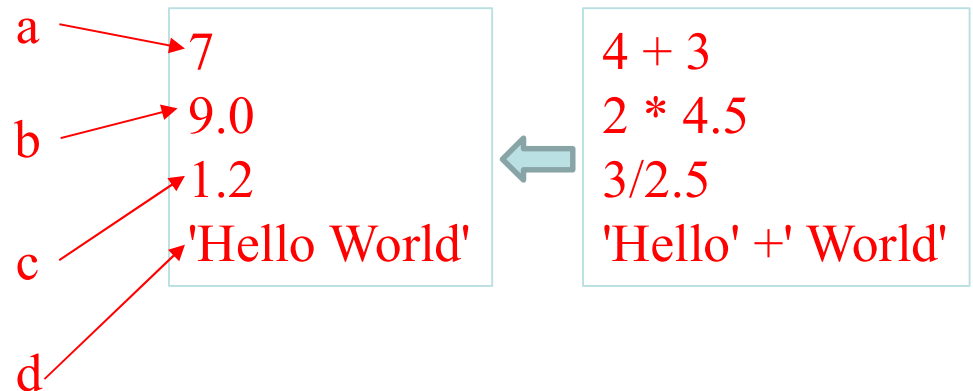 a
7
9.0
1.2
'Hello World'
b
c
d
4 + 3
2 * 4.5
3/2.5
'Hello' +' World'